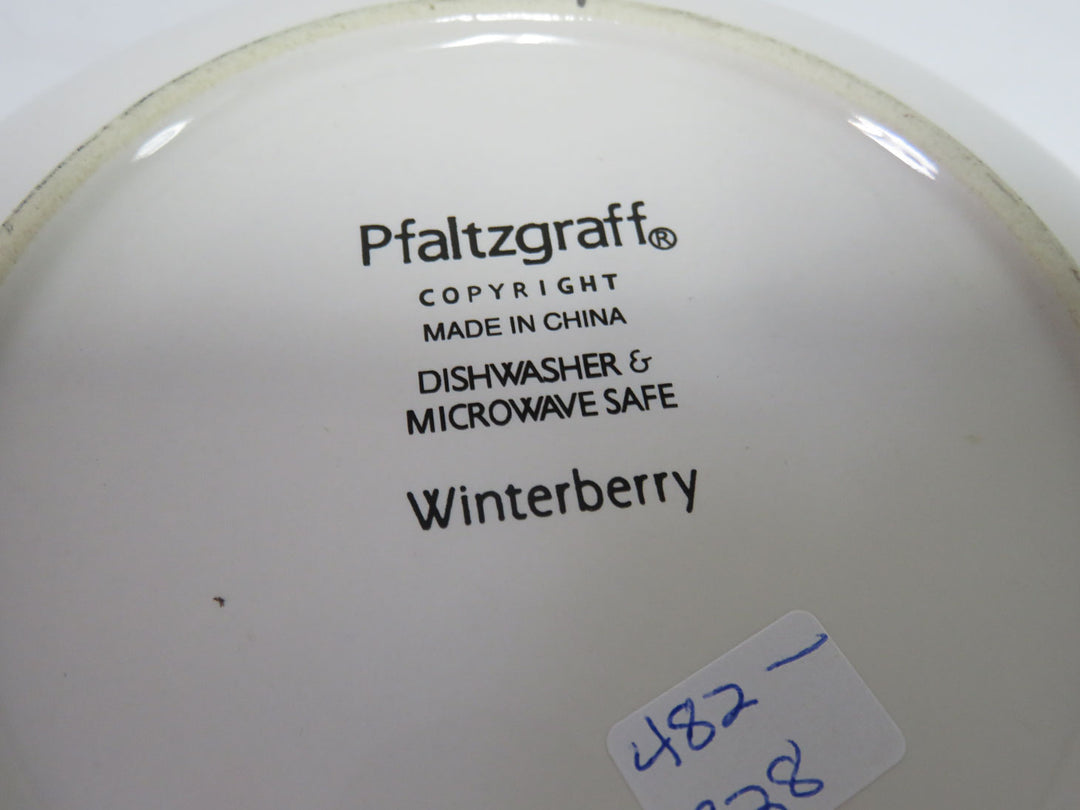 Pfaltzgraff®
COPYRIGHT
MADE IN CHINA
DISHWASHER &
MICROWAVE SAFE
Winterberry
482 -